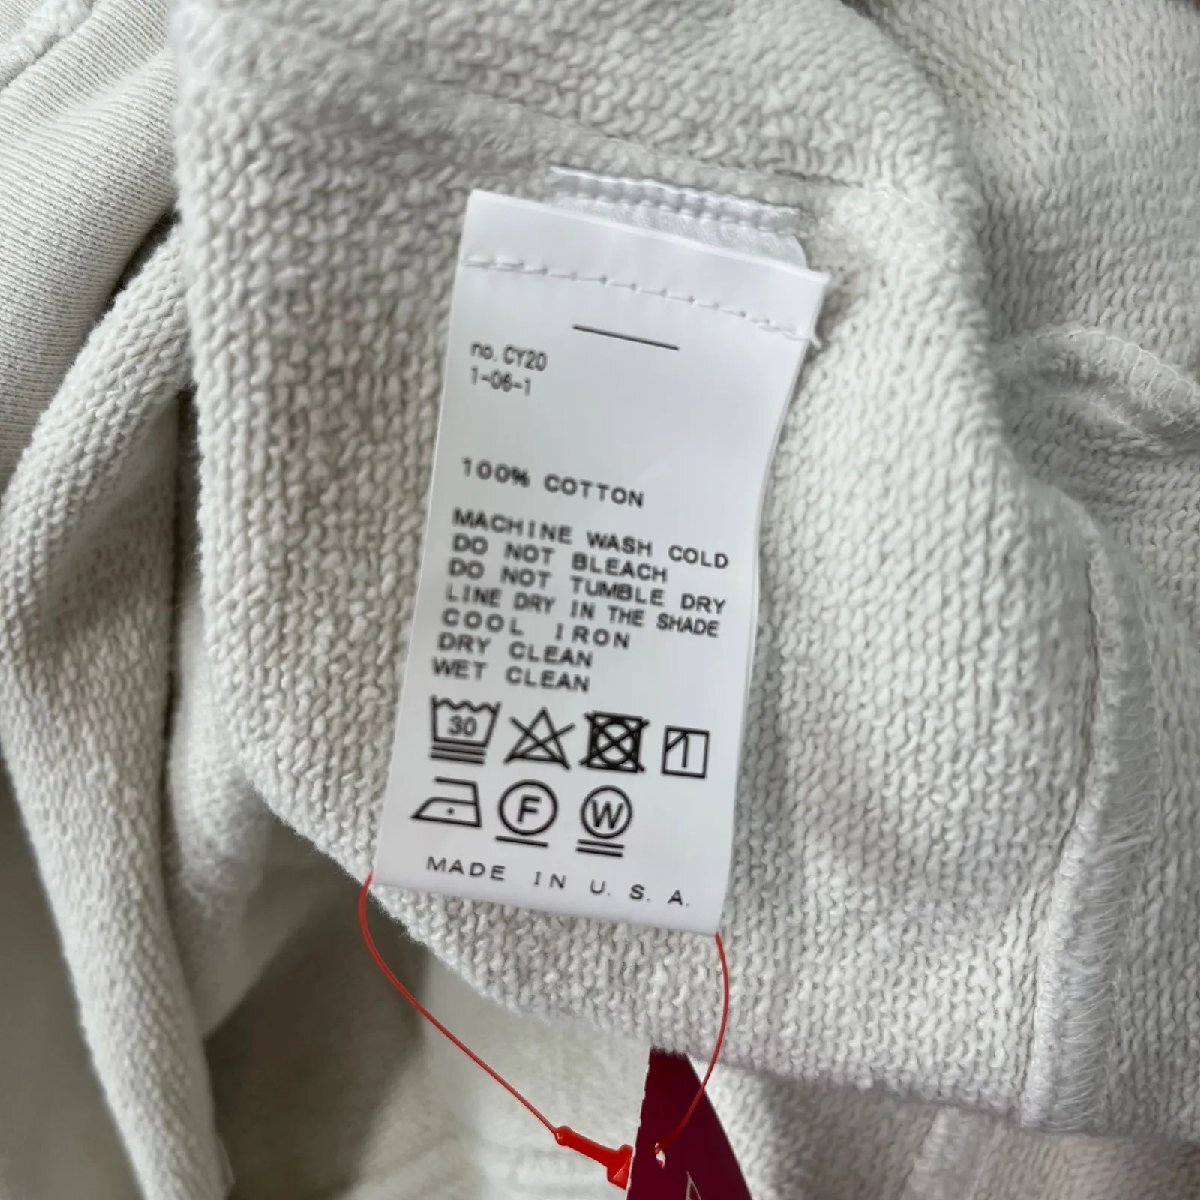 no. CY20
1-06-1
100% COTTON
MACHINE WASH COLD
DO NOT BLEACH
DO NOT TUMBLE DRY
LINE DRY IN THE SHADE
COOL IRON
DRY CLEAN
WET CLEAN
30
F W
MADE IN U. S. A.